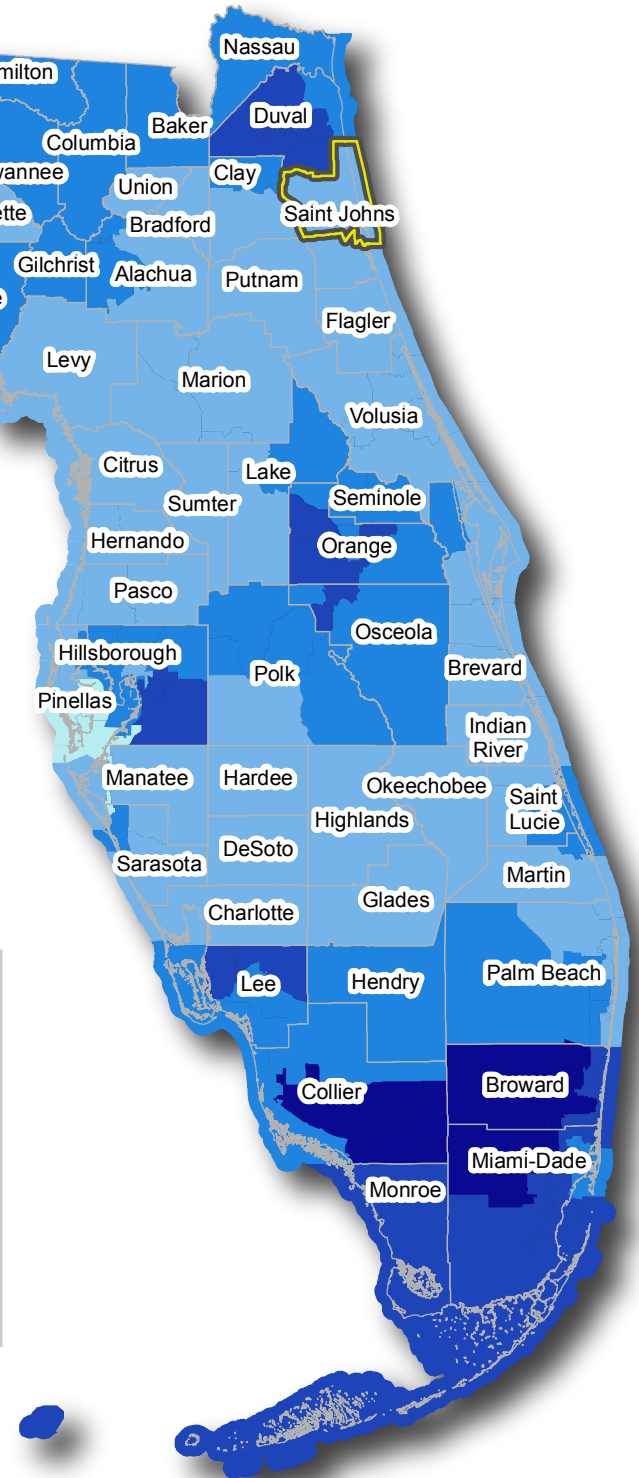 Nassau
milton
Duval
Baker
Columbia
Clay
Union
Saint Johns
Bradford
Gilchrist
Alachua
Putnam
Flagler
Levy
Marion
Volusia
Citrus
Lake
Seminole
Sumter
Hernando
Orange
Pasco
Osceola
Hillsborough
Polk
Brevard
Pinellas
Indian
River
Manatee
Hardee
Okeechobee
Saint
Lucie
Highlands
DeSoto
Sarasota
Martin
Glades
Charlotte
Palm Beach
Lee
Hendry
Broward
Collier
Miami-Dade
Monroe